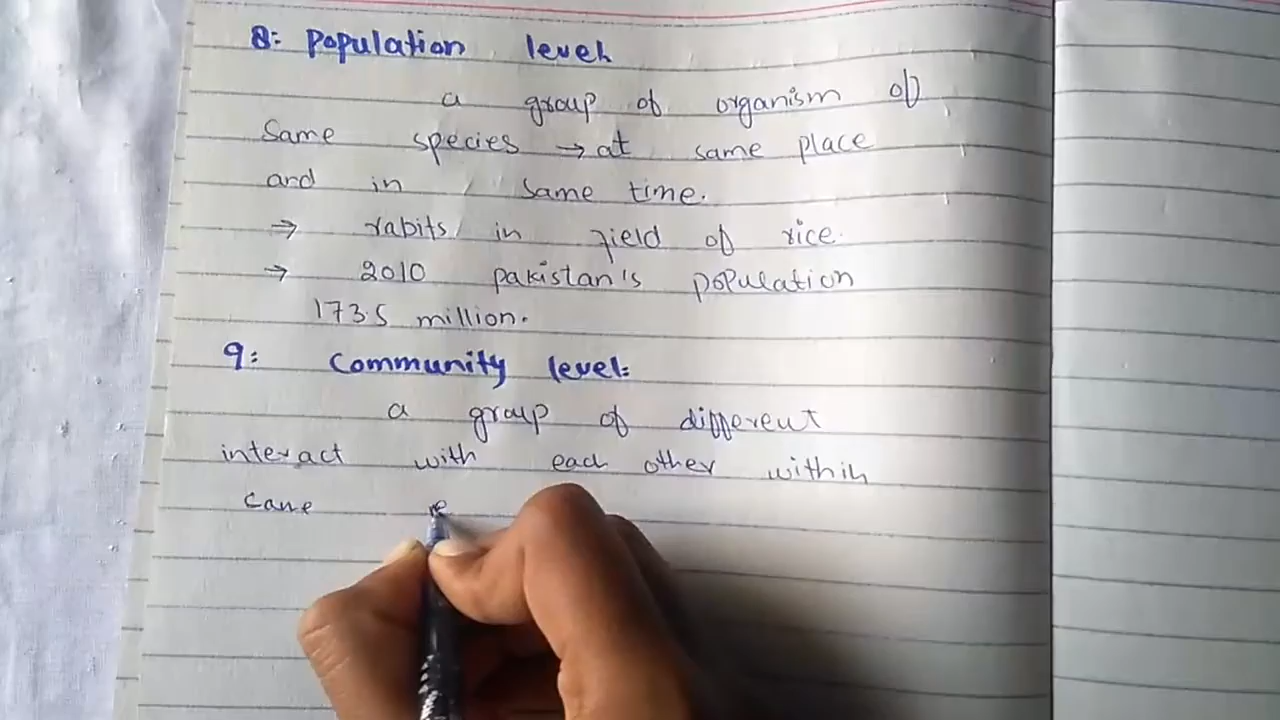 8: Population level
a group of organism of
Same species → at same place
and in same time.
→ rabits in field of rice.
→ 2010 pakistan's population
173.5 million.
9: Community level:
a group of different
interact with each other within
same